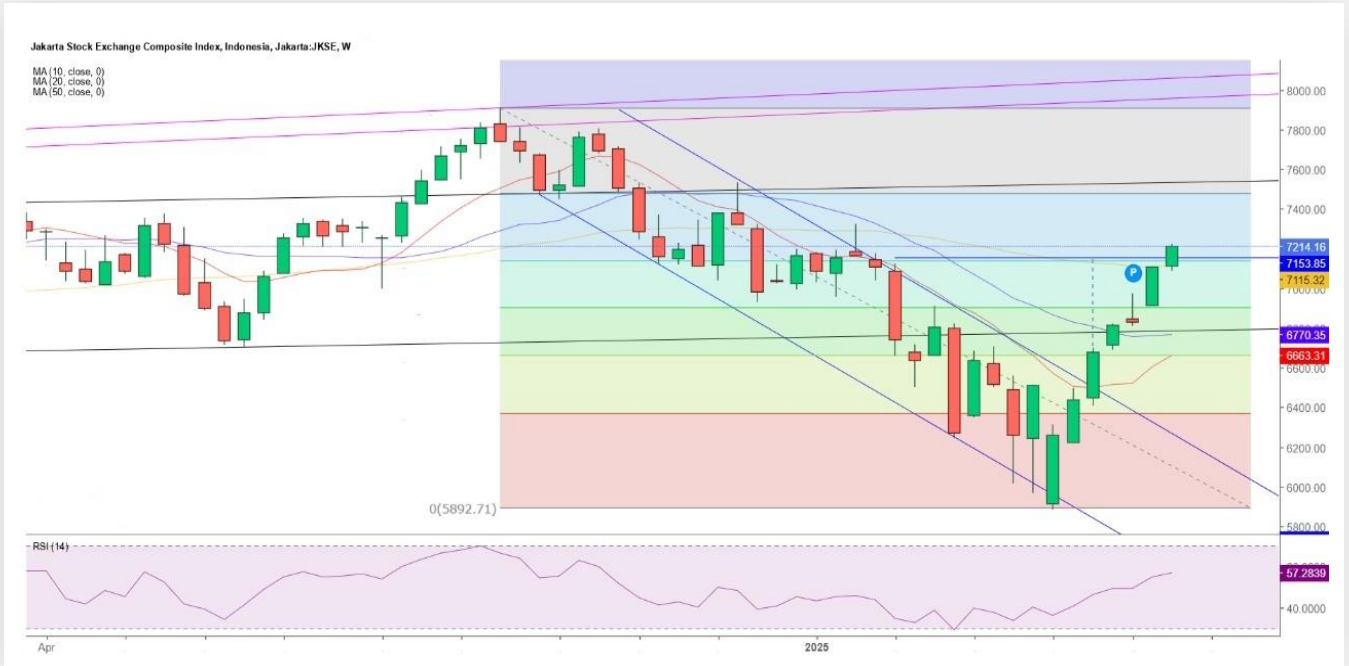 Jakarta Stock Exchange Composite Index, Indonesia, Jakarta:JKSE, W
MA (10, close, 0)
MA (20, close, 0)
MA (50, close, 0)
8000.00
7800.00
7600.00
7400.00
7214.16
7153.85
7115.32
7000.00
P
6770.35
6663.31
6600.00
6400.00
6200.00
6000.00
0(5892.71)
5800.00
RSI (14)
57.2839
40.0000
Apr
2025